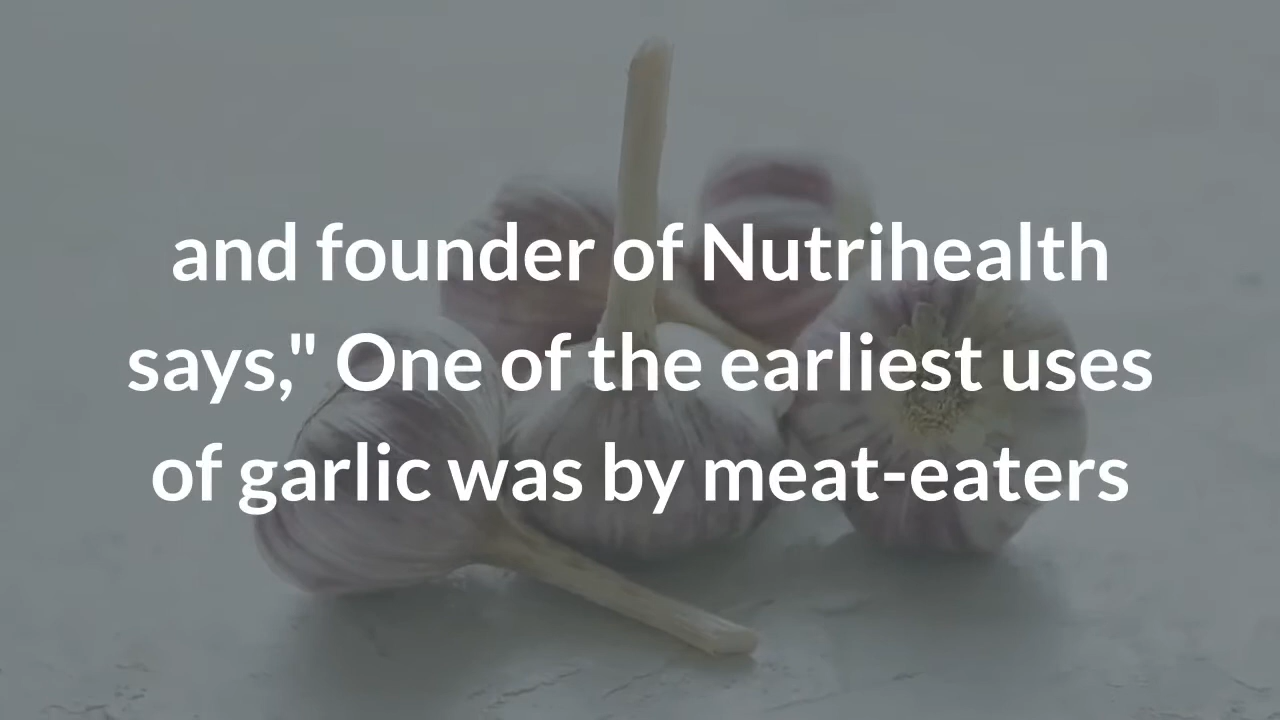 and founder of Nutrihealth
says," One of the earliest uses
of garlic was by meat-eaters